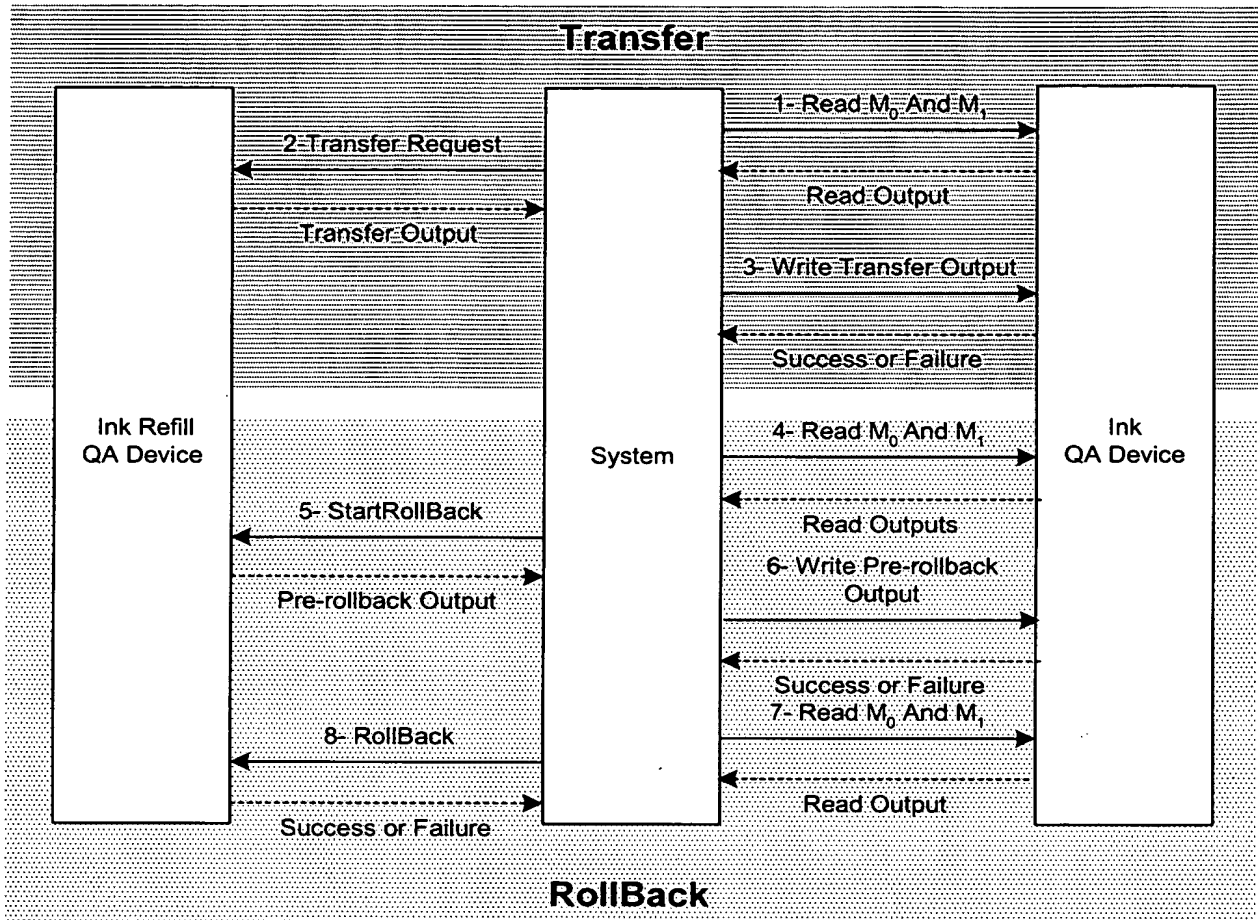 Transfer
1- Read M₀ And M₁
2-Transfer Request
Read Output
Transfer Output
3- Write Transfer Output
Success or Failure
Ink Refill
QA Device
System
Ink
QA Device
4- Read M₀ And M₁
Read Outputs
5- StartRollBack
6- Write Pre-rollback
Output
Pre-rollback Output
Success or Failure
7- Read M₀ And M₁
8- RollBack
Read Output
Success or Failure
RollBack